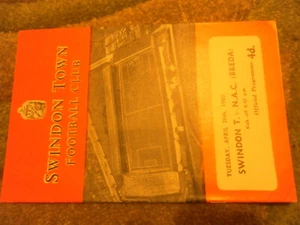 SWINDON TOWN
FOOTBALL CLUB
TUESDAY, APRIL
SWINDON T. v N.A.C. (BREDA)
Official Programme 4d.